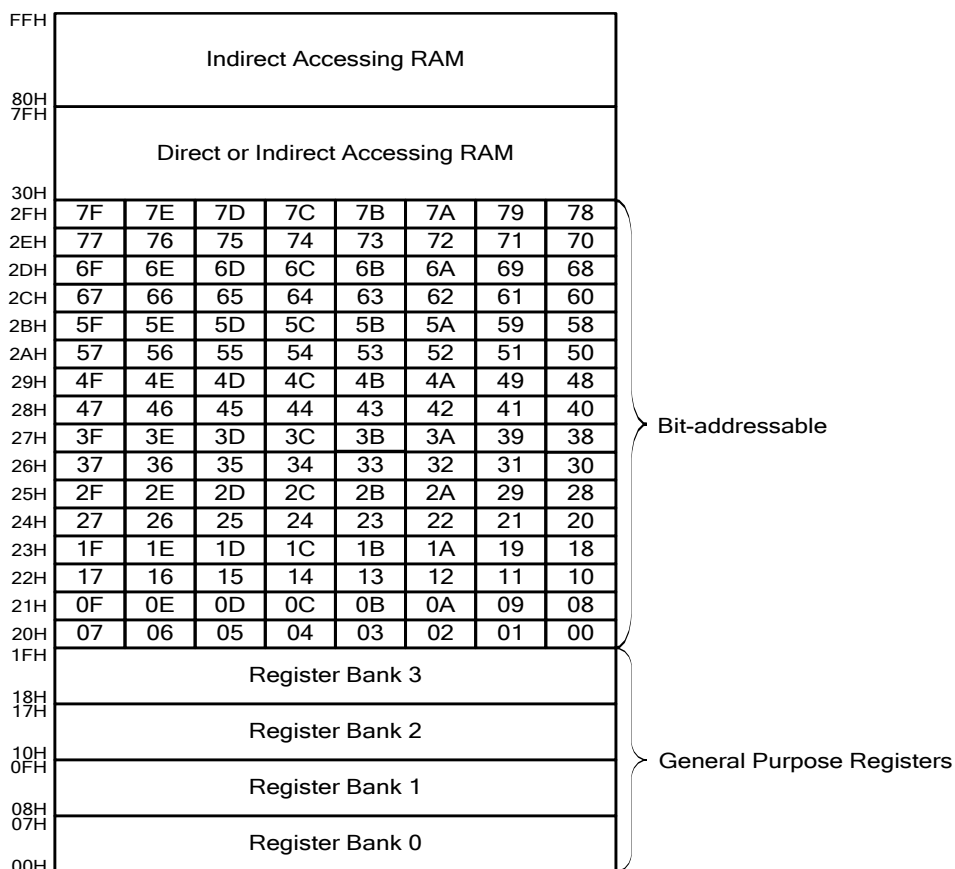 FFH
Indirect Accessing RAM
80H
7FH
Direct or Indirect Accessing RAM
30H
2FH 7F 7E 7D 7C 7B 7A 79 78
2EH 77 76 75 74 73 72 71 70
2DH 6F 6E 6D 6C 6B 6A 69 68
2CH 67 66 65 64 63 62 61 60
2BH 5F 5E 5D 5C 5B 5A 59 58
2AH 57 56 55 54 53 52 51 50
29H 4F 4E 4D 4C 4B 4A 49 48
28H 47 46 45 44 43 42 41 40
Bit-addressable
27H 3F 3E 3D 3C 3B 3A 39 38
26H 37 36 35 34 33 32 31 30
25H 2F 2E 2D 2C 2B 2A 29 28
24H 27 26 25 24 23 22 21 20
23H 1F 1E 1D 1C 1B 1A 19 18
22H 17 16 15 14 13 12 11 10
21H 0F 0E 0D 0C 0B 0A 09 08
20H 07 06 05 04 03 02 01 00
1FH
Register Bank 3
18H
17H
Register Bank 2
10H
0FH
General Purpose Registers
Register Bank 1
08H
07H
Register Bank 0
00H